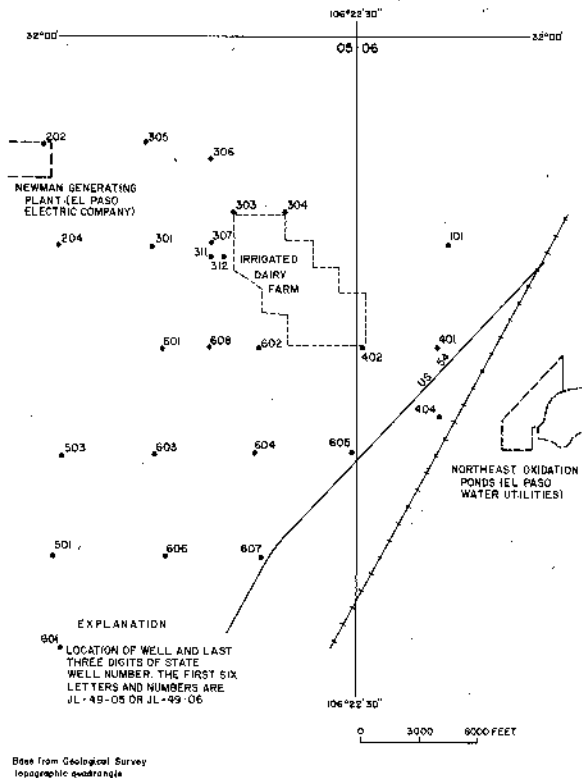 106°22'30"
32°00' 32°00'
05 06
202 305
306
NEWMAN GENERATING
PLANT (EL PASO
ELECTRIC COMPANY)
303 304
204 301 307 101
311 312
IRRIGATED
DAIRY
FARM
601 608 602 402 401
US 54
404
503 603 604 605
NORTHEAST OXIDATION
PONDS (EL PASO
WATER UTILITIES)
501 606 607
EXPLANATION
601
LOCATION OF WELL AND LAST
THREE DIGITS OF STATE
WELL NUMBER. THE FIRST SIX
LETTERS AND NUMBERS ARE
JL-49-05 OR JL-49-06
106°22'30"
0 3000 6000 FEET
Base from Geological Survey
topographic quadrangle